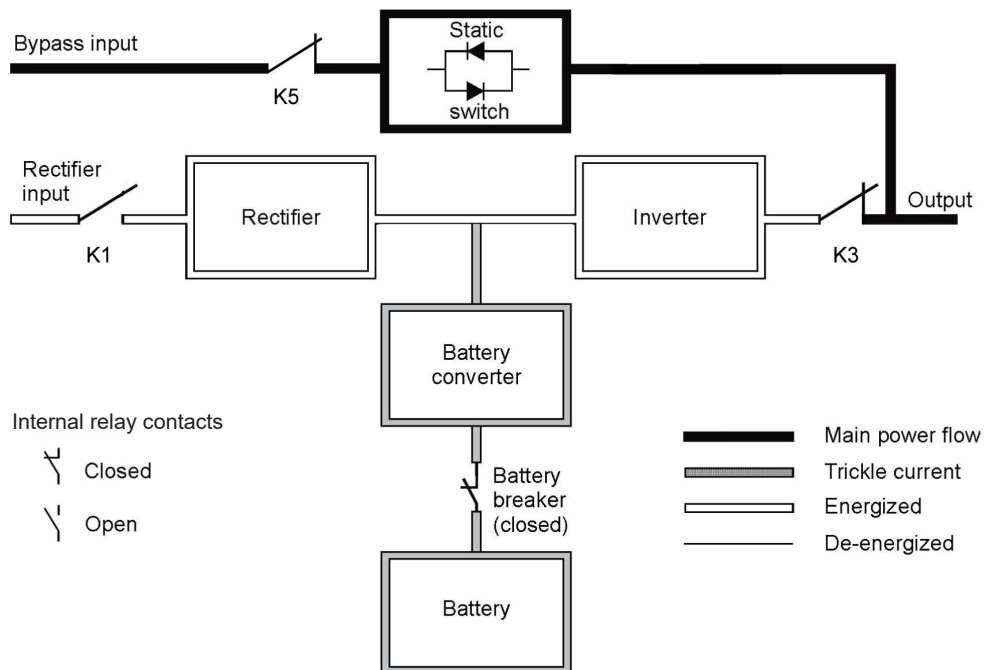 Bypass input
K5
Static
switch
Rectifier
input
K1
Rectifier
Inverter
K3
Output
Battery
converter
Internal relay contacts
Closed
Open
Battery
breaker
(closed)
Battery
Main power flow
Trickle current
Energized
De-energized